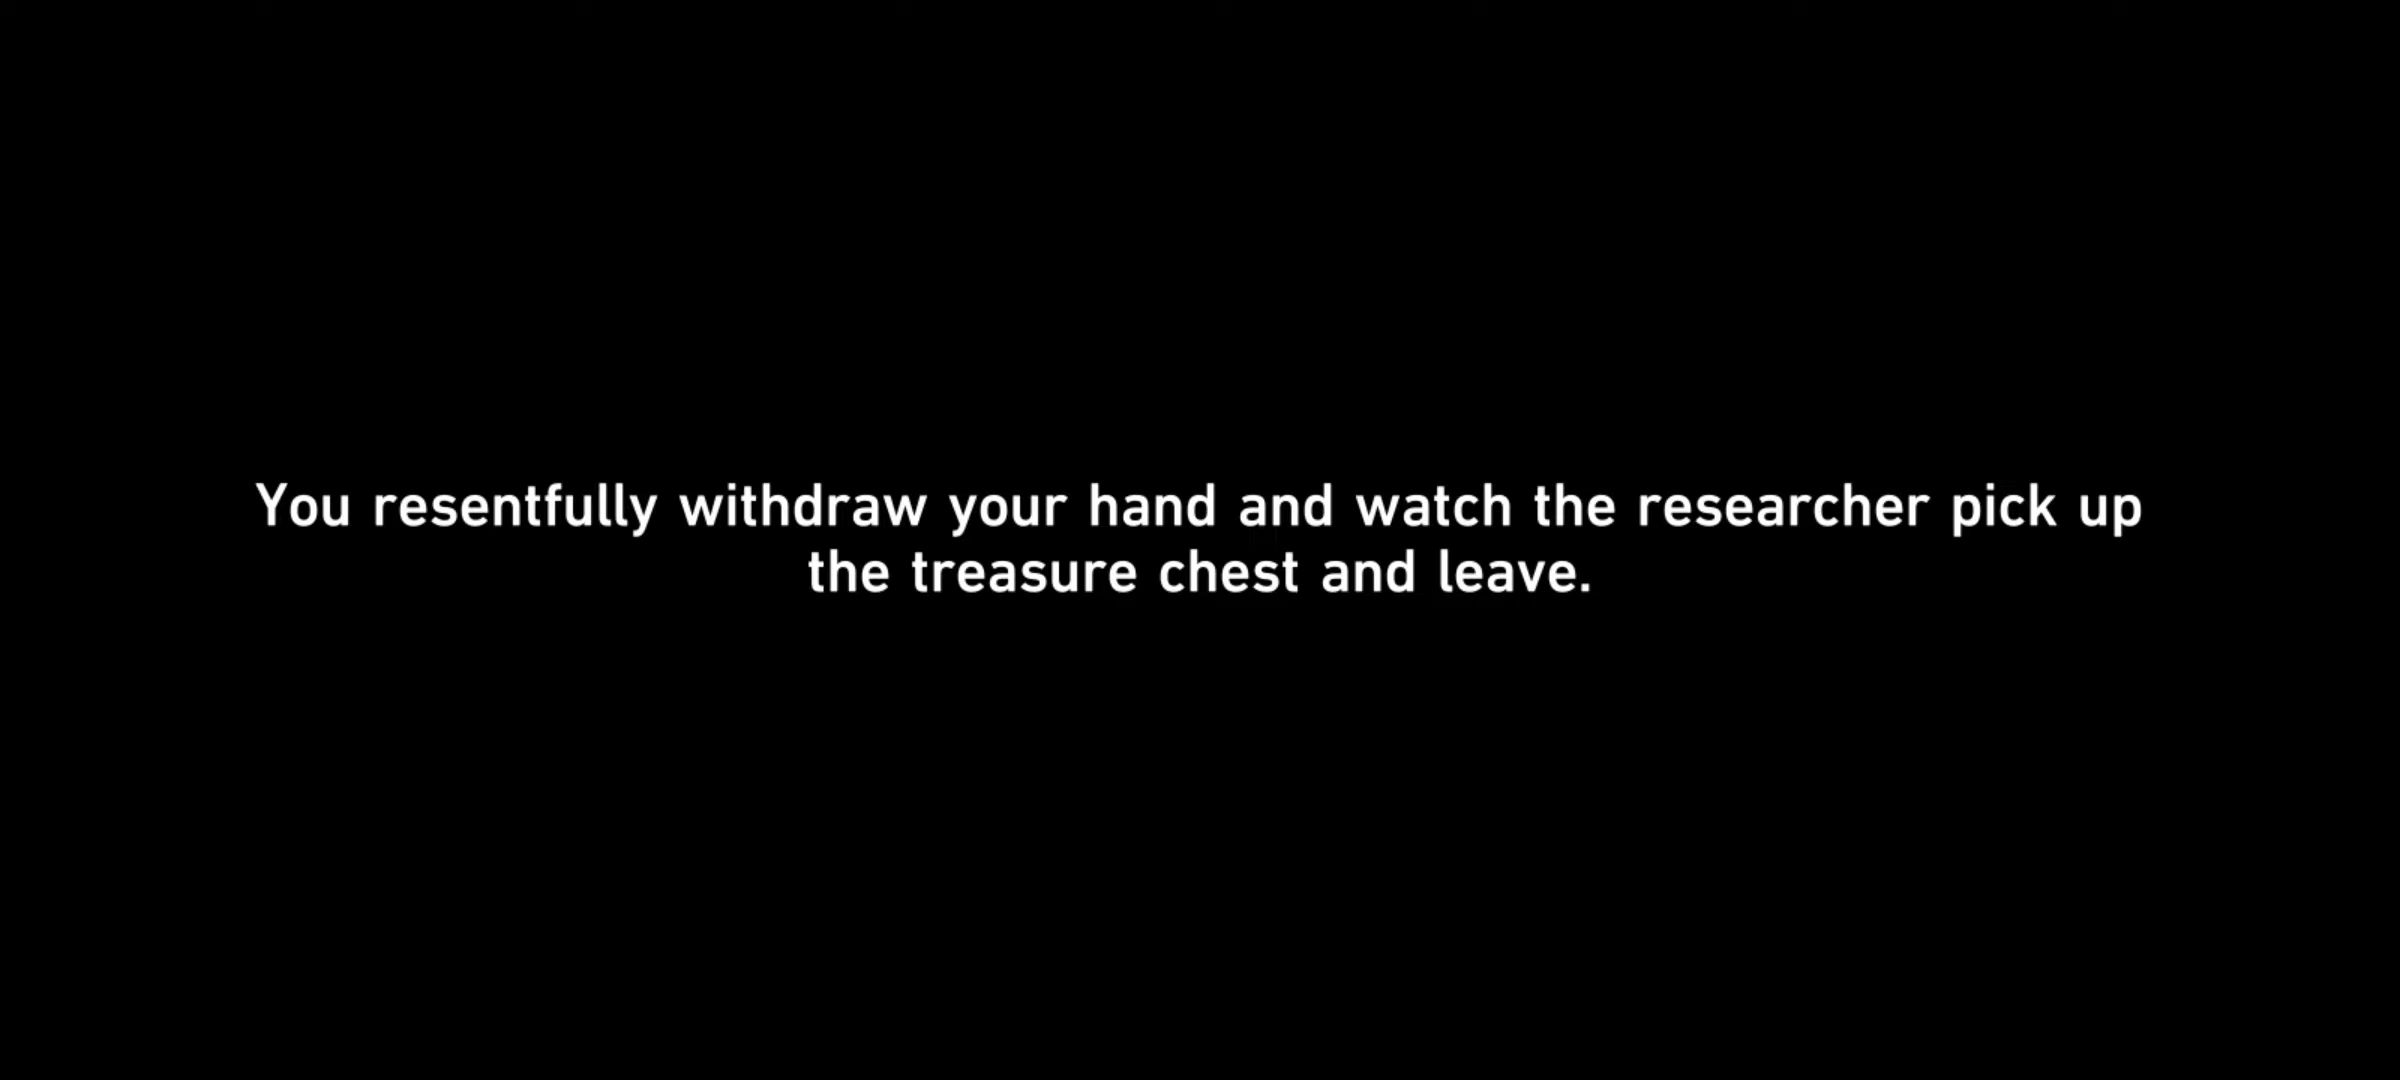 You resentfully withdraw your hand and watch the researcher pick up
the treasure chest and leave.